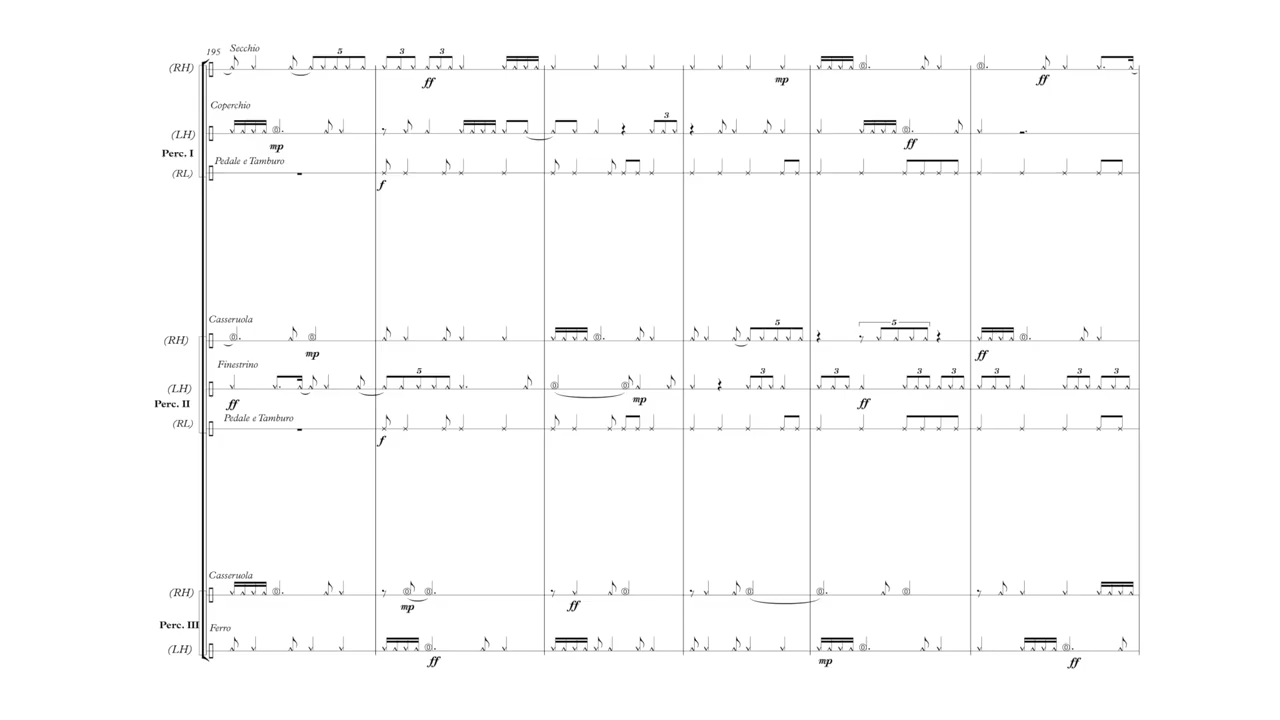 195 Secchio
5 3 3
(RH)
ff mp ff
Coperchio
3
(LH)
mp ff
Perc. I
Pedale e Tamburo
(RL)
f
Casseruola
5 5
(RH)
mp ff
Finestrino
5 3 3 3 3 3 3 3
(LH)
ff mp ff
Perc. II
Pedale e Tamburo
(RL)
f
Casseruola
(RH)
mp ff
Perc. III
Ferro
(LH)
ff mp ff